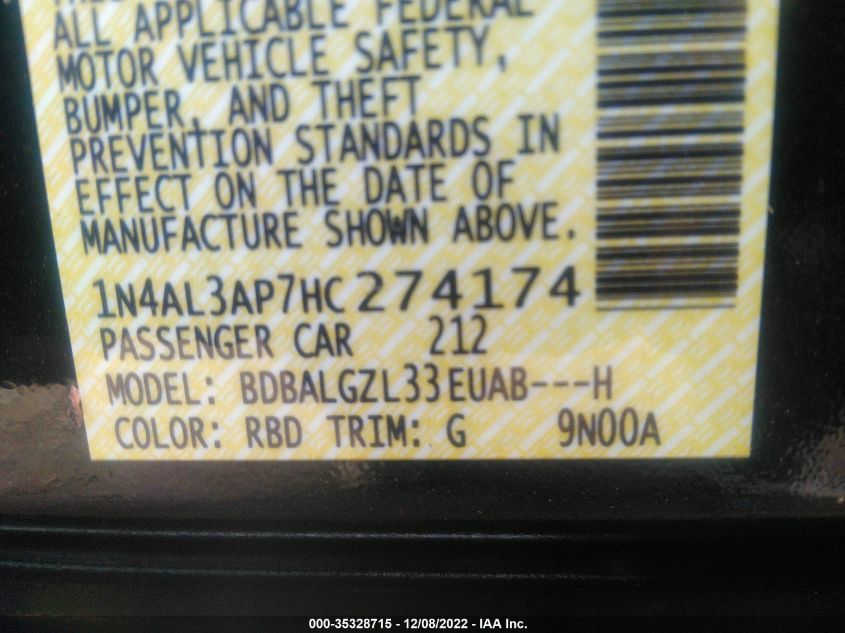 ALL APPLICABLE FEDERAL
MOTOR VEHICLE SAFETY,
BUMPER, AND THEFT
PREVENTION STANDARDS IN
EFFECT ON THE DATE OF
MANUFACTURE SHOWN ABOVE.
1N4AL3AP7HC274174
PASSENGER CAR 212
MODEL: BDBALGZL33EUAB---H
COLOR: RBD TRIM: G 9N00A
000-35328715 - 12/08/2022 - IAA Inc.